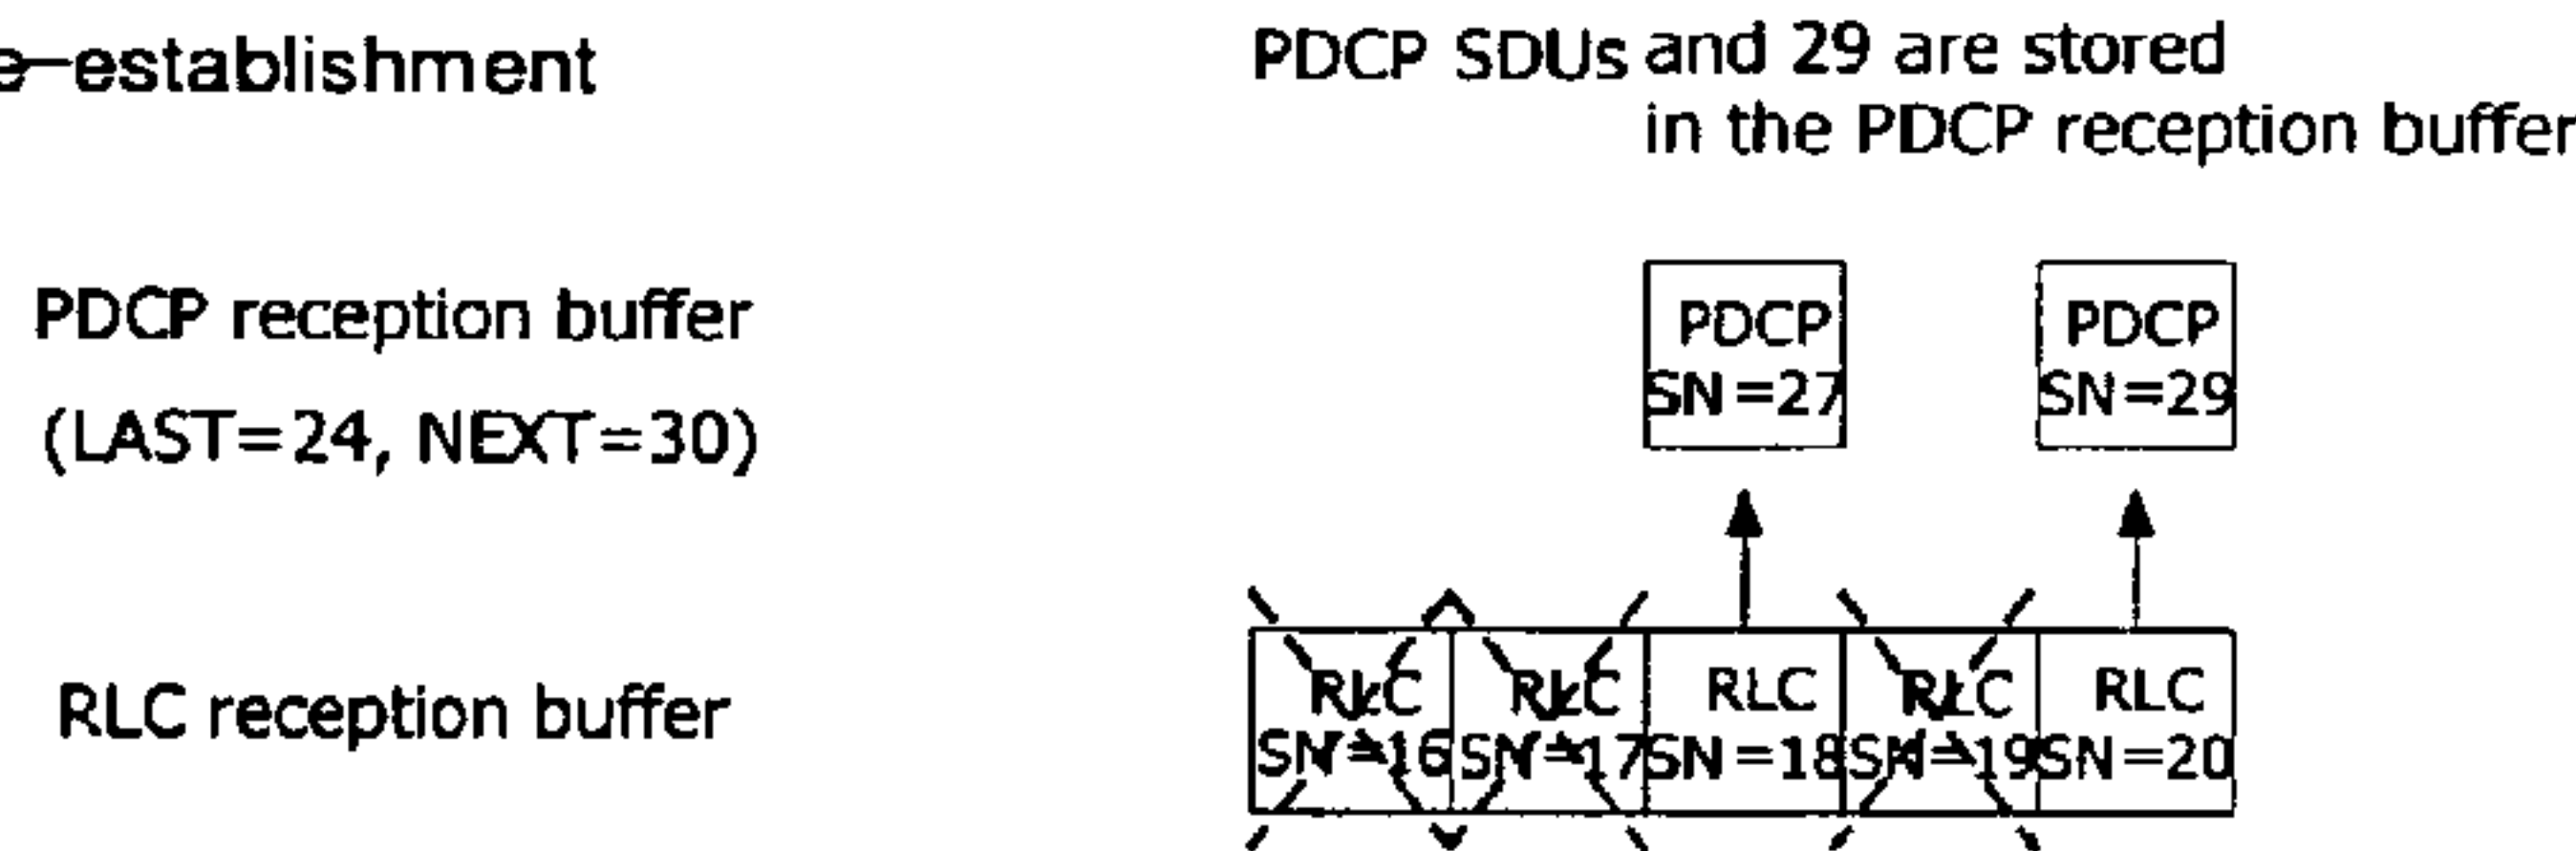 e-establishment
PDCP SDUs and 29 are stored
in the PDCP reception buffer
PDCP reception buffer
(LAST=24, NEXT=30)
PDCP
SN=27
PDCP
SN=29
RLC reception buffer
RLC
SN=16
RLC
SN=17
RLC
SN=18
RLC
SN=19
RLC
SN=20